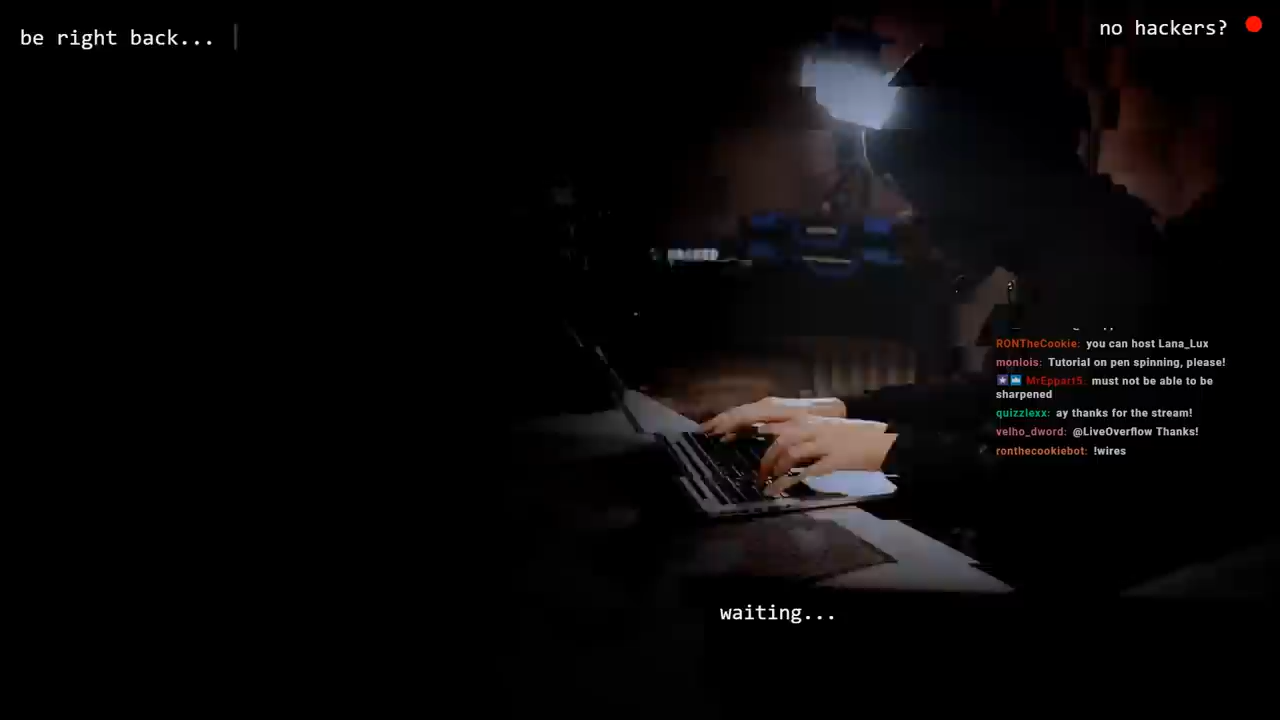 be right back...
no hackers?
RONTheCookie: you can host Lana_Lux
monlois: Tutorial on pen spinning, please!
MrEppart5: must not be able to be
sharpened
quizzlexx: ay thanks for the stream!
velho_dword: @LiveOverflow Thanks!
ronthecookiebot: !wires
waiting...